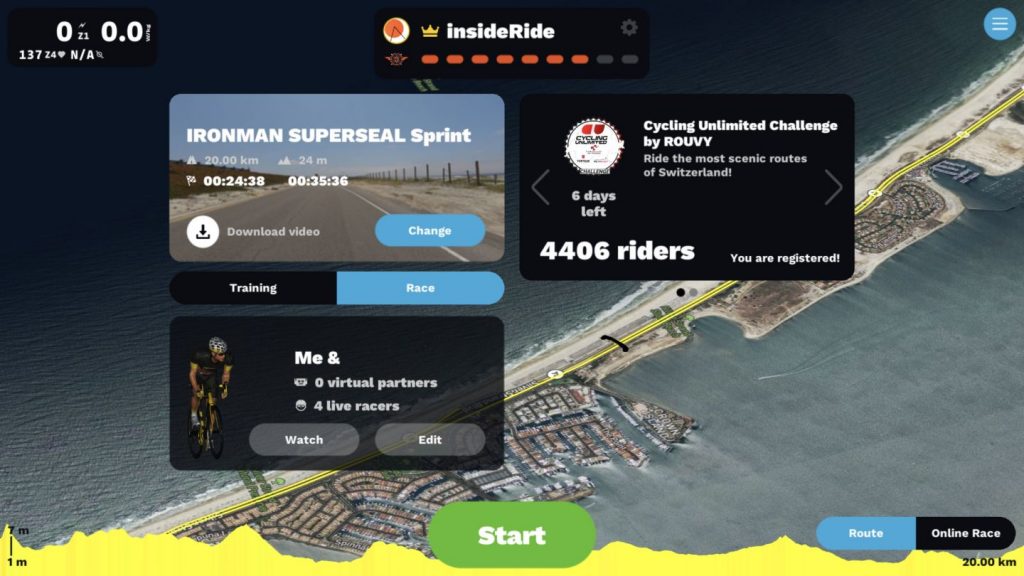 0 Z1 0.0
137 Z4 N/A
insideRide
IRONMAN SUPERSEAL Sprint
20.00 km 24 m
00:24:38 00:35:36
Download video
Change
CYCLING
UNLIMITED
CHALLENGE
6 days
left
Cycling Unlimited Challenge
by ROUVY
Ride the most scenic routes
of Switzerland!
4406 riders
You are registered!
Training
Race
Me &
0 virtual partners
4 live racers
Watch
Edit
Start
Route
Online Race
7 m
1 m
20.00 km